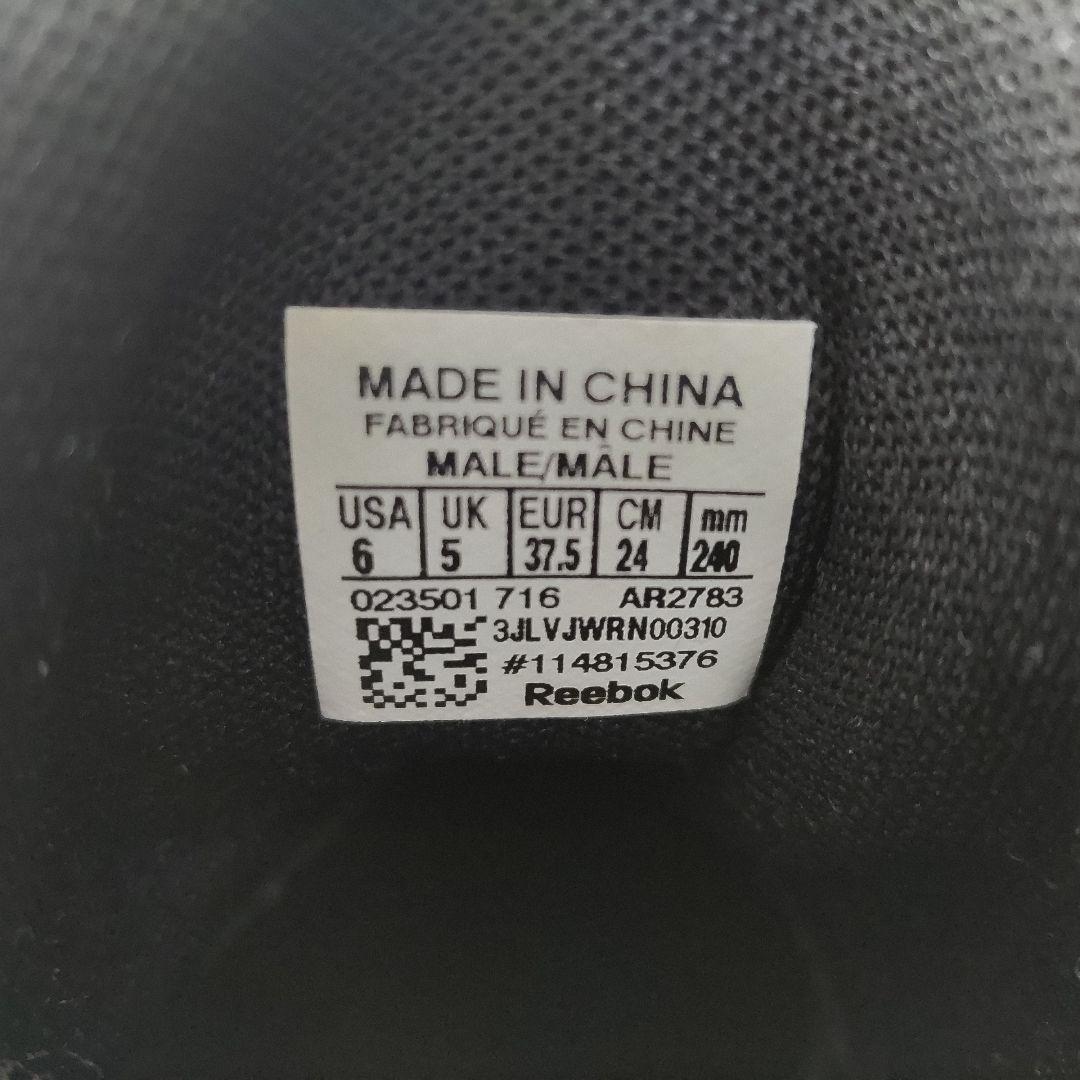 MADE IN CHINA
FABRIQUÉ EN CHINE
MALE/MÂLE
USA UK EUR CM mm
6 5 37.5 24 240
023501 716 AR2783
3JLVJWRN00310
#114815376
Reebok